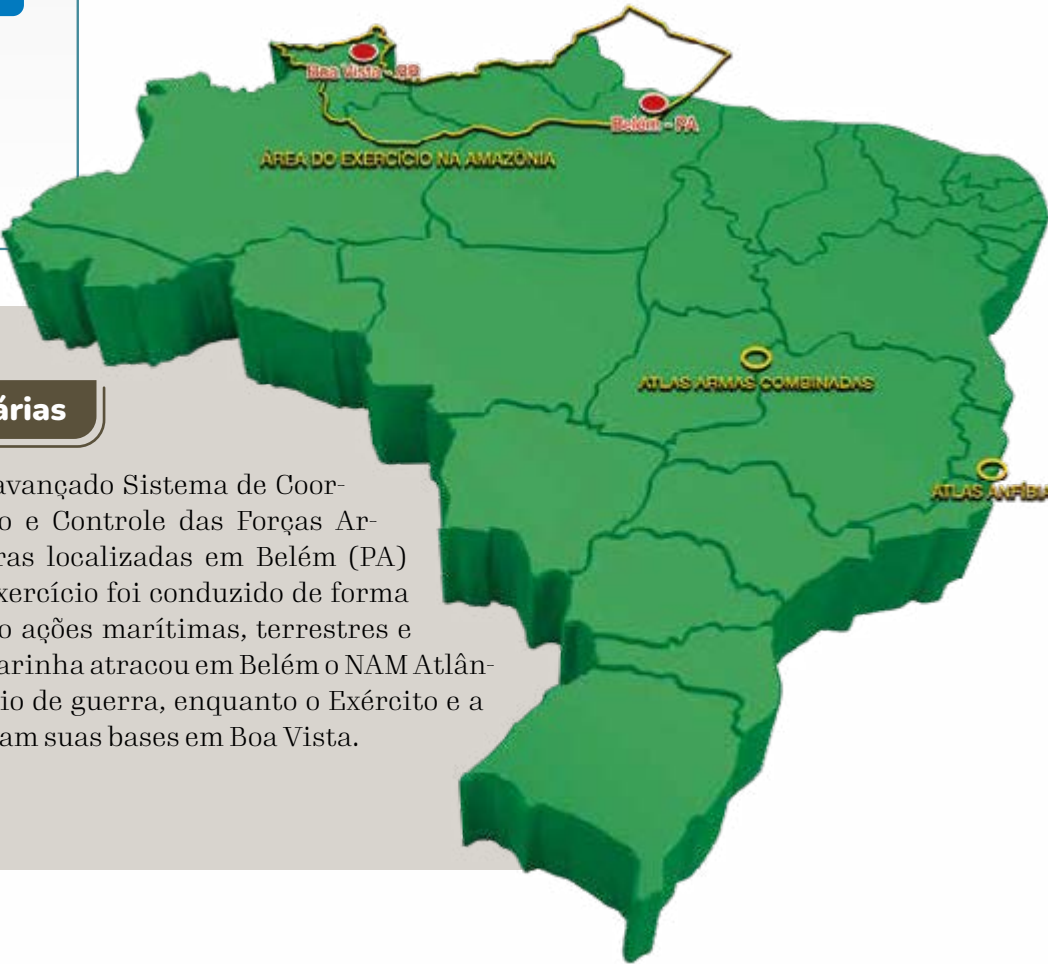 Boa Vista - RR
Belém - PA
ÁREA DO EXERCÍCIO NA AMAZÔNIA
ATLAS ARMAS COMBINADAS
ATLAS ANFÍBIA
árias
avançado Sistema de Coor-
o e Controle das Forças Ar-
ras localizadas em Belém (PA)
xercício foi conduzido de forma
o ações marítimas, terrestres e
arinha atracou em Belém o NAM Atlân-
io de guerra, enquanto o Exército e a
am suas bases em Boa Vista.